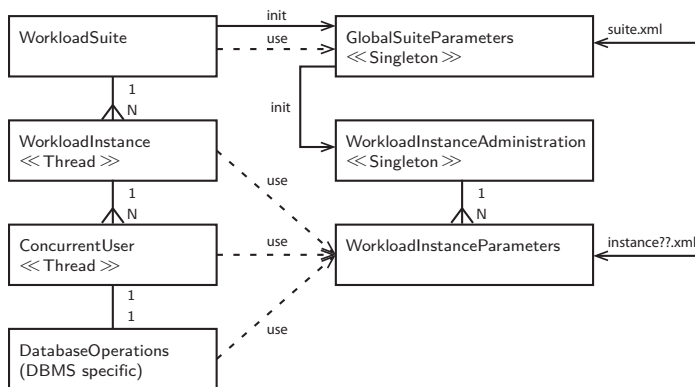 WorkloadSuite
init
use
GlobalSuiteParameters
≪Singleton≫
suite.xml
1
N
init
WorkloadInstance
≪Thread≫
WorkloadInstanceAdministration
≪Singleton≫
use
1
N
1
N
ConcurrentUser
≪Thread≫
use
WorkloadInstanceParameters
instance??.xml
1
1
use
DatabaseOperations
(DBMS specific)